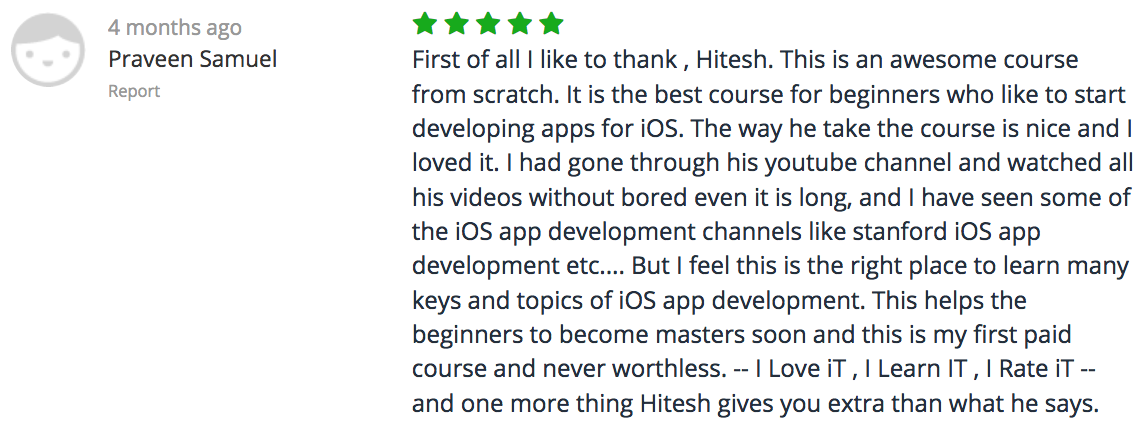 4 months ago
Praveen Samuel
Report
First of all I like to thank , Hitesh. This is an awesome course
from scratch. It is the best course for beginners who like to start
developing apps for iOS. The way he take the course is nice and I
loved it. I had gone through his youtube channel and watched all
his videos without bored even it is long, and I have seen some of
the iOS app development channels like stanford iOS app
development etc.... But I feel this is the right place to learn many
keys and topics of iOS app development. This helps the
beginners to become masters soon and this is my first paid
course and never worthless. -- I Love iT , I Learn IT , I Rate iT --
and one more thing Hitesh gives you extra than what he says.